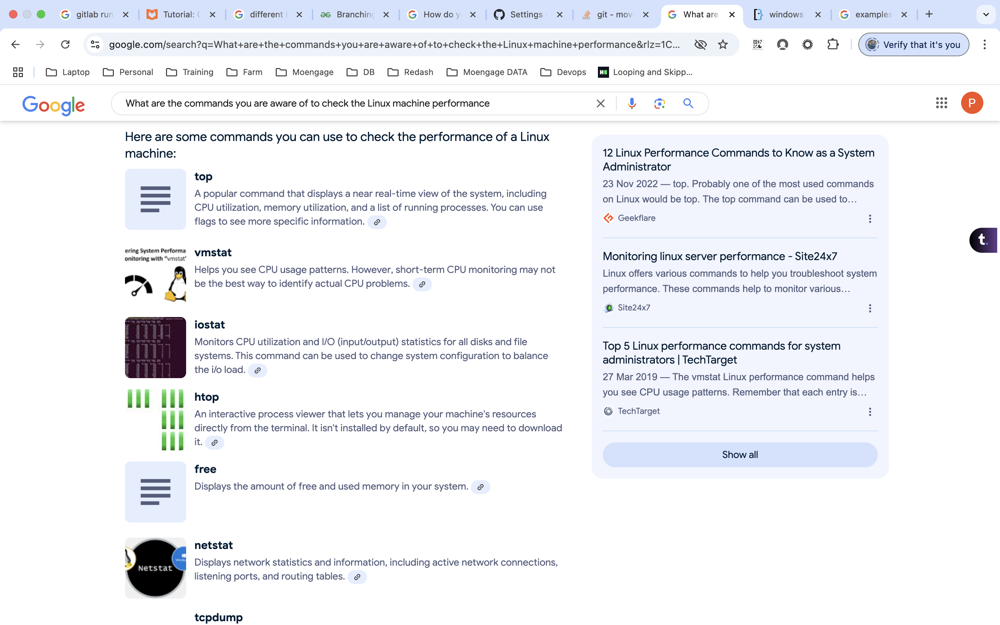 gitlab run
Tutorial: C
different b
Branching
How do y
Settings
git - movi
What are
windows
examples
google.com/search?q=What+are+the+commands+you+are+aware+of+to+check+the+Linux+machine+performance&rlz=1C...
Verify that it's you
Laptop
Personal
Training
Farm
Moengage
DB
Redash
Moengage DATA
Devops
Looping and Skipp...
Google
What are the commands you are aware of to check the Linux machine performance
P
Here are some commands you can use to check the performance of a Linux
machine:
top
A popular command that displays a near real-time view of the system, including
CPU utilization, memory utilization, and a list of running processes. You can use
flags to see more specific information.
ering System Performa
onitoring with "vmstat"
vmstat
Helps you see CPU usage patterns. However, short-term CPU monitoring may not
be the best way to identify actual CPU problems.
iostat
Monitors CPU utilization and I/O (input/output) statistics for all disks and file
systems. This command can be used to change system configuration to balance
the i/o load.
htop
An interactive process viewer that lets you manage your machine's resources
directly from the terminal. It isn't installed by default, so you may need to download
it.
free
Displays the amount of free and used memory in your system.
Netstat
netstat
Displays network statistics and information, including active network connections,
listening ports, and routing tables.
tcpdump
12 Linux Performance Commands to Know as a System
Administrator
23 Nov 2022 — top. Probably one of the most used commands
on Linux would be top. The top command can be used to...
Geekflare
Monitoring linux server performance - Site24x7
Linux offers various commands to help you troubleshoot system
performance. These commands help to monitor various...
Site24x7
Top 5 Linux performance commands for system
administrators | TechTarget
27 Mar 2019 — The vmstat Linux performance command helps
you see CPU usage patterns. Remember that each entry is...
TechTarget
Show all
t.